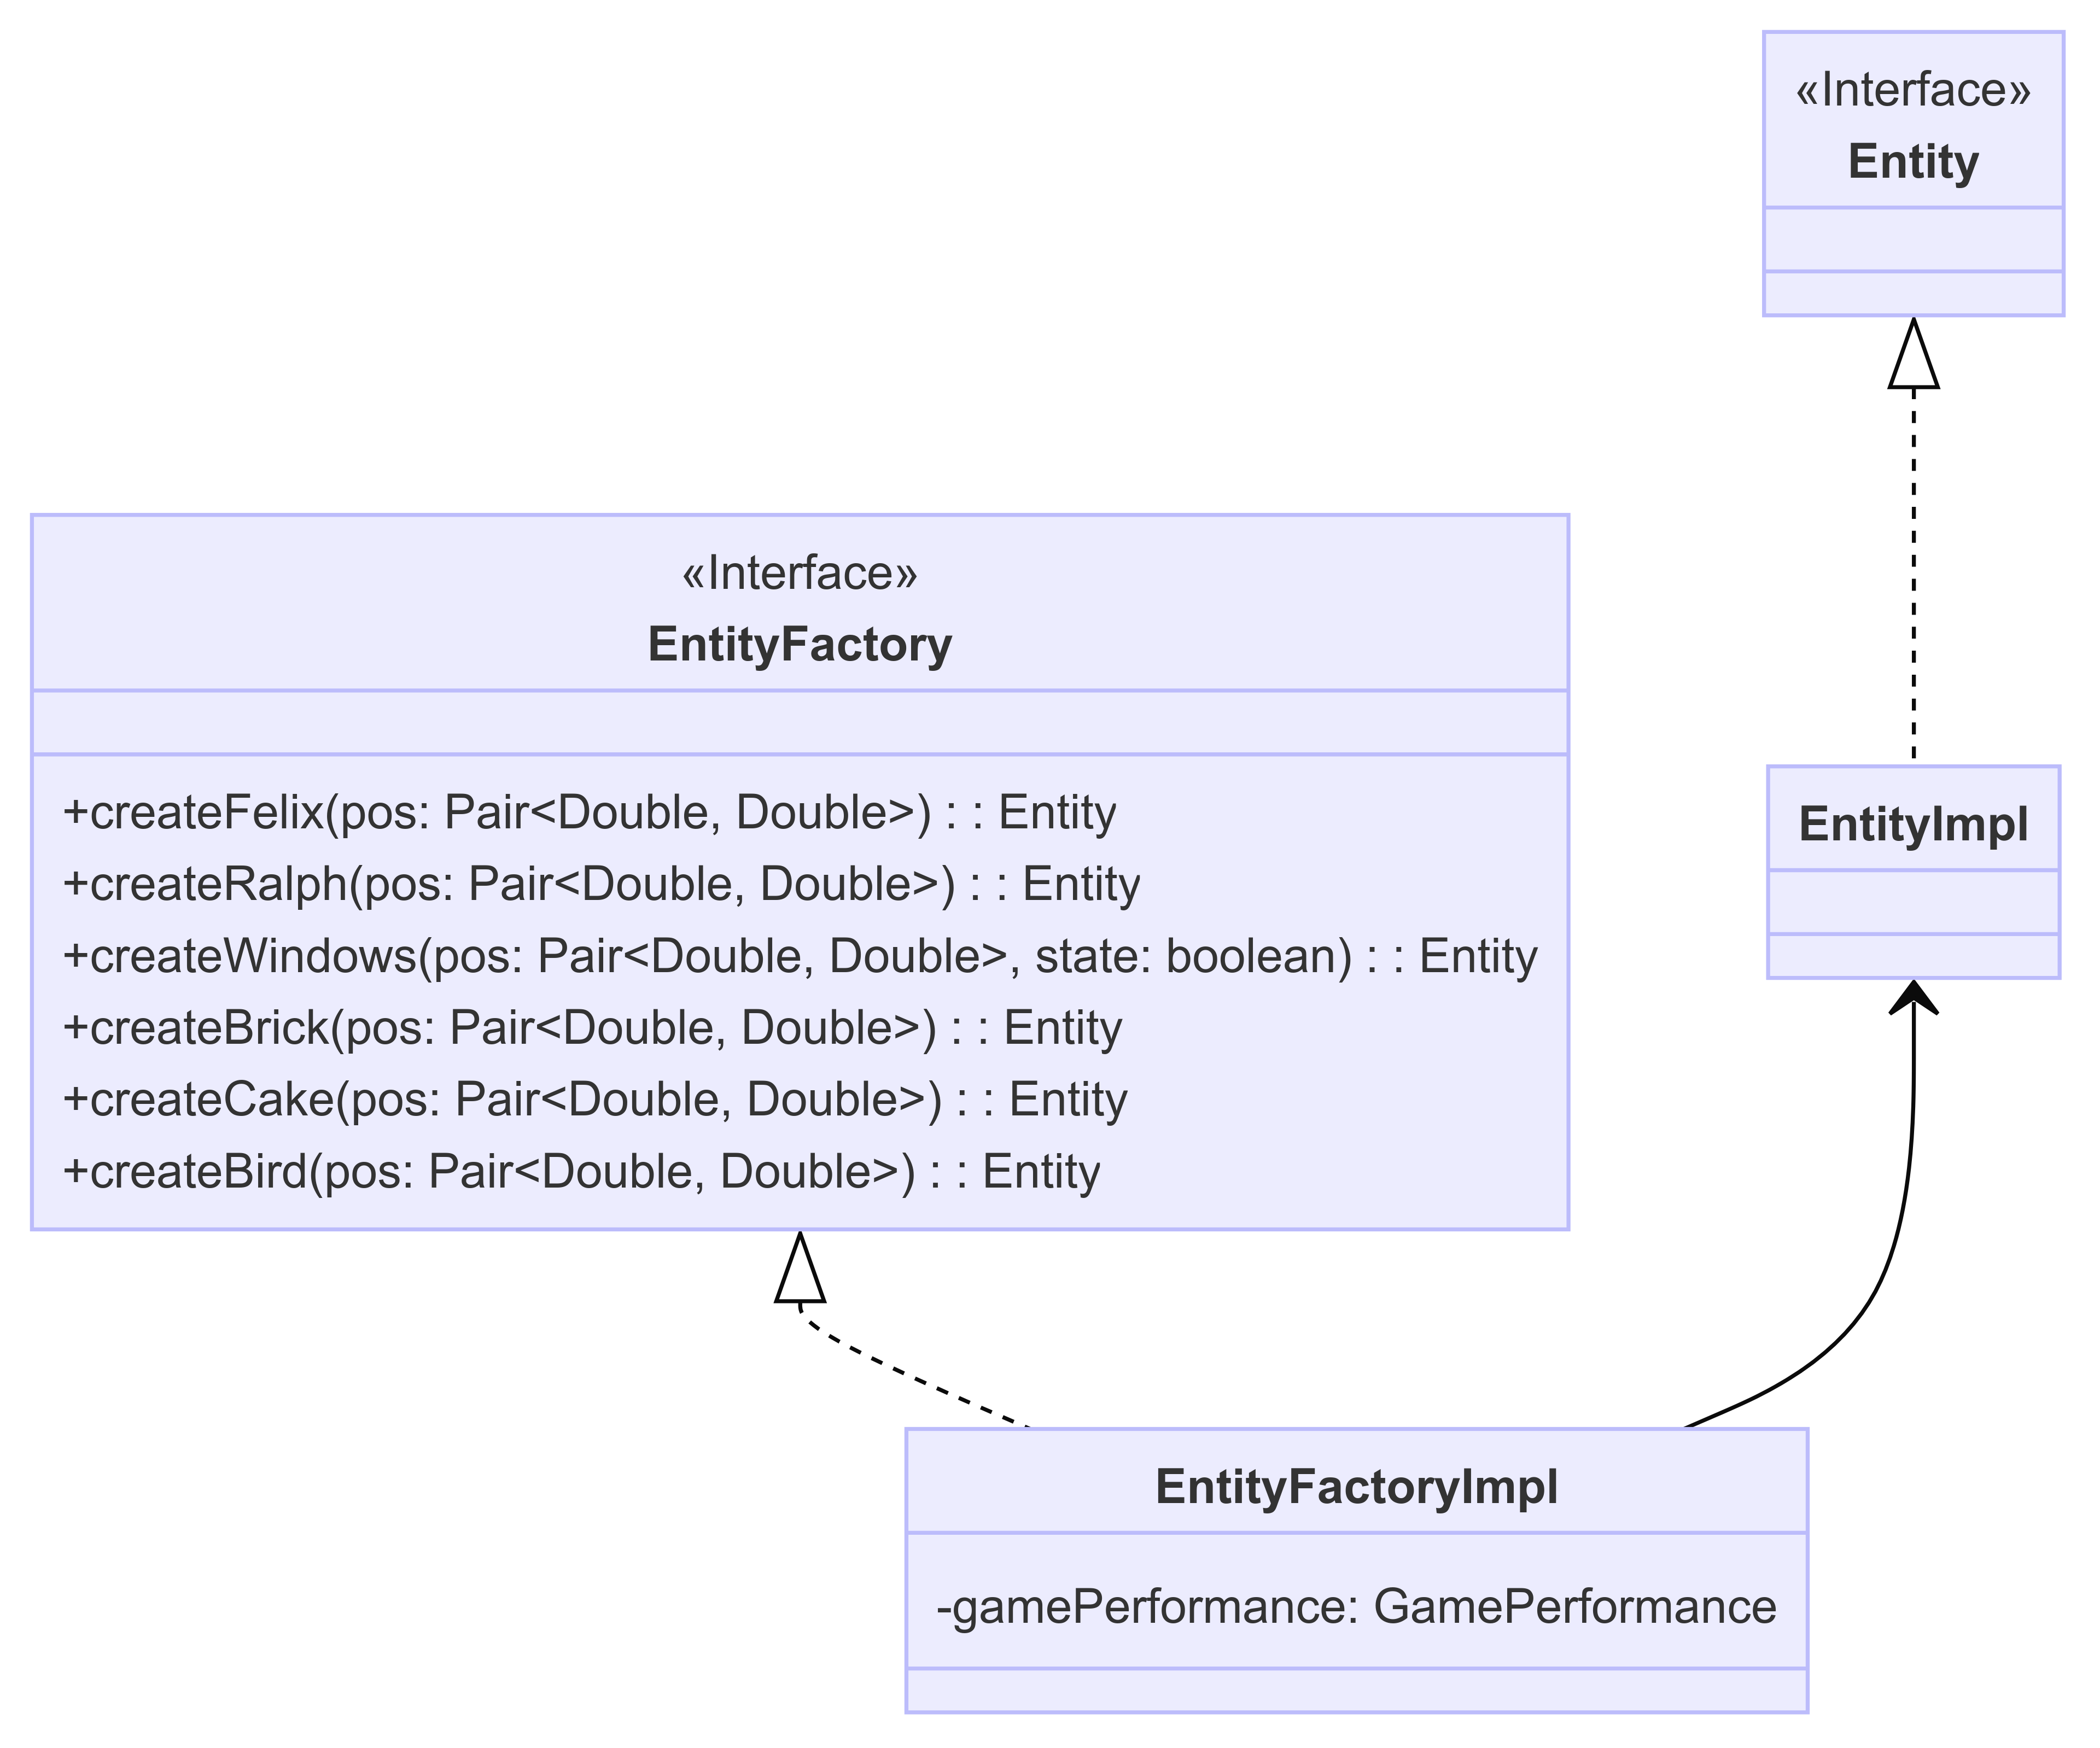 «Interface»
Entity
«Interface»
EntityFactory
+createFelix(pos: Pair<Double, Double>) : : Entity
+createRalph(pos: Pair<Double, Double>) : : Entity
+createWindows(pos: Pair<Double, Double>, state: boolean) : : Entity
+createBrick(pos: Pair<Double, Double>) : : Entity
+createCake(pos: Pair<Double, Double>) : : Entity
+createBird(pos: Pair<Double, Double>) : : Entity
EntityImpl
EntityFactoryImpl
-gamePerformance: GamePerformance